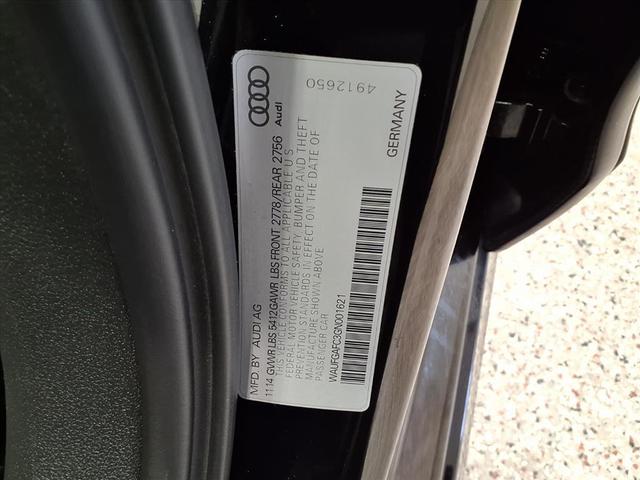 MFD. BY AUDI AG
11 14 GVWR LBS 5412 GAWR LBS FRONT 2778/REAR 2756
THIS VEHICLE CONFORMS TO ALL APPLICABLE U S
FEDERAL MOTOR VEHICLE SAFETY, BUMPER AND THEFT
PREVENTION STANDARDS IN EFFECT ON THE DATE OF
MANUFACTURE SHOWN ABOVE
PASSENGER CAR
WAUFGAFC3GN001621
Audi
GERMANY
4912650